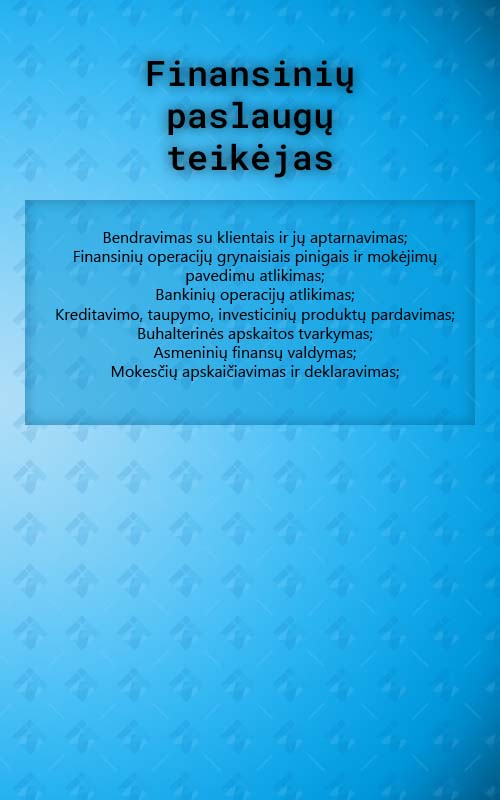 Finansinių
paslaugų
teikėjas
Bendravimas su klientais ir jų aptarnavimas;
Finansinių operacijų grynaisiais pinigais ir mokėjimų
pavedimu atlikimas;
Bankinių operacijų atlikimas;
Kreditavimo, taupymo, investicinių produktų pardavimas;
Buhalterinės apskaitos tvarkymas;
Asmeninių finansų valdymas;
Mokesčių apskaičiavimas ir deklaravimas;